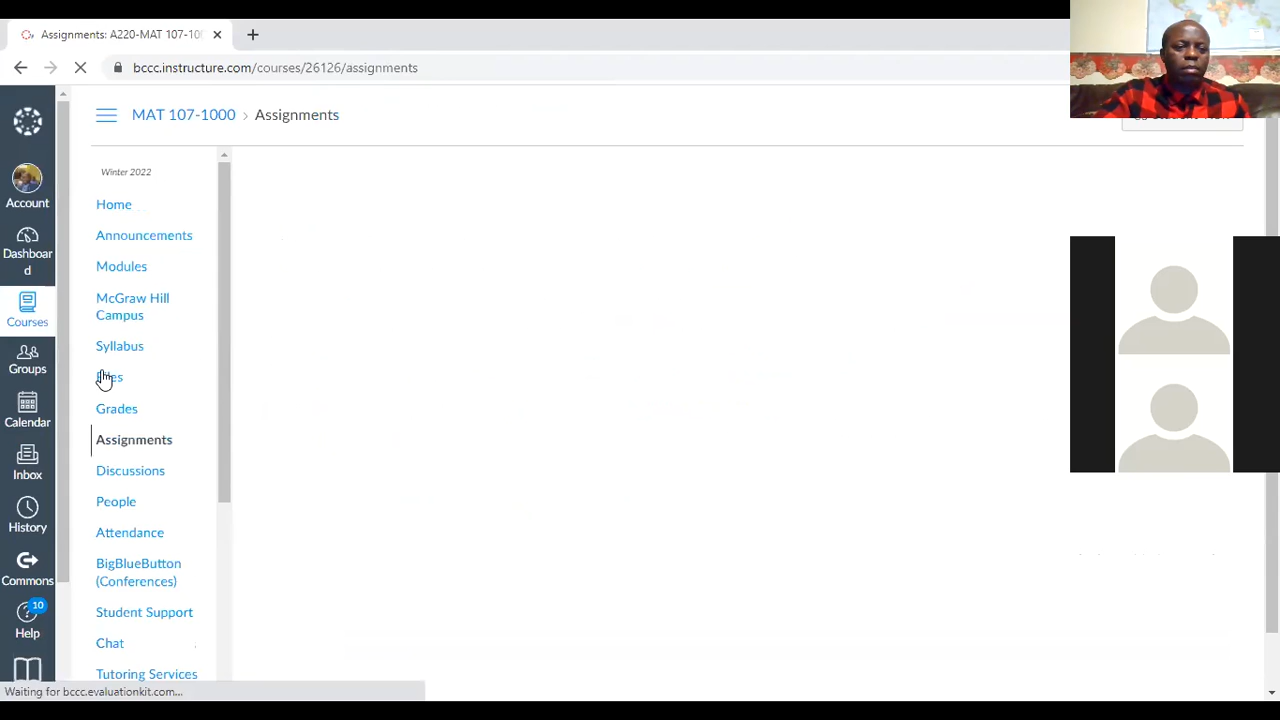 Assignments: A220-MAT 107-10
bccc.instructure.com/courses/26126/assignments
MAT 107-1000 › Assignments
Winter 2022
Home
Announcements
Modules
McGraw Hill
Campus
Syllabus
Grades
Assignments
Discussions
People
Attendance
BigBlueButton
(Conferences)
Student Support
Chat
Tutoring Services
Account
Dashboar
d
Courses
Groups
Calendar
Inbox
History
Commons
10
Help
Waiting for bccc.evaluationkit.com...